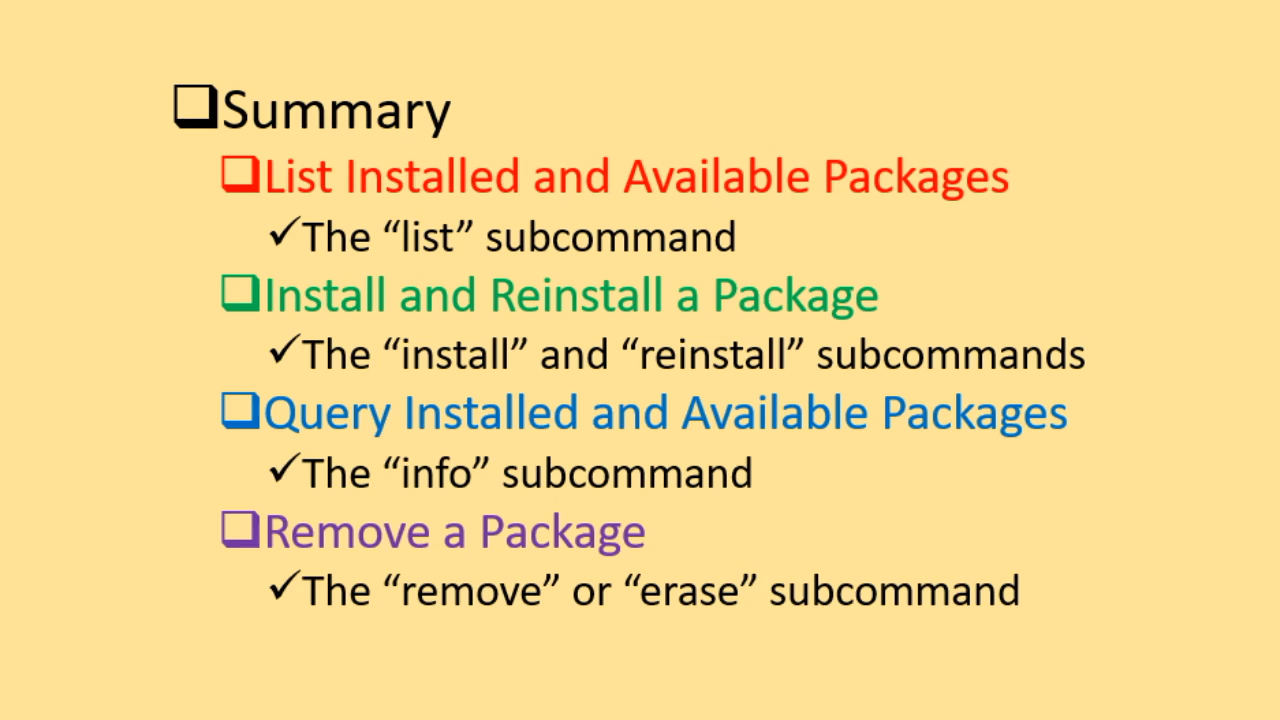 Summary
List Installed and Available Packages
The “list” subcommand
Install and Reinstall a Package
The “install” and “reinstall” subcommands
Query Installed and Available Packages
The “info” subcommand
Remove a Package
The “remove” or “erase” subcommand